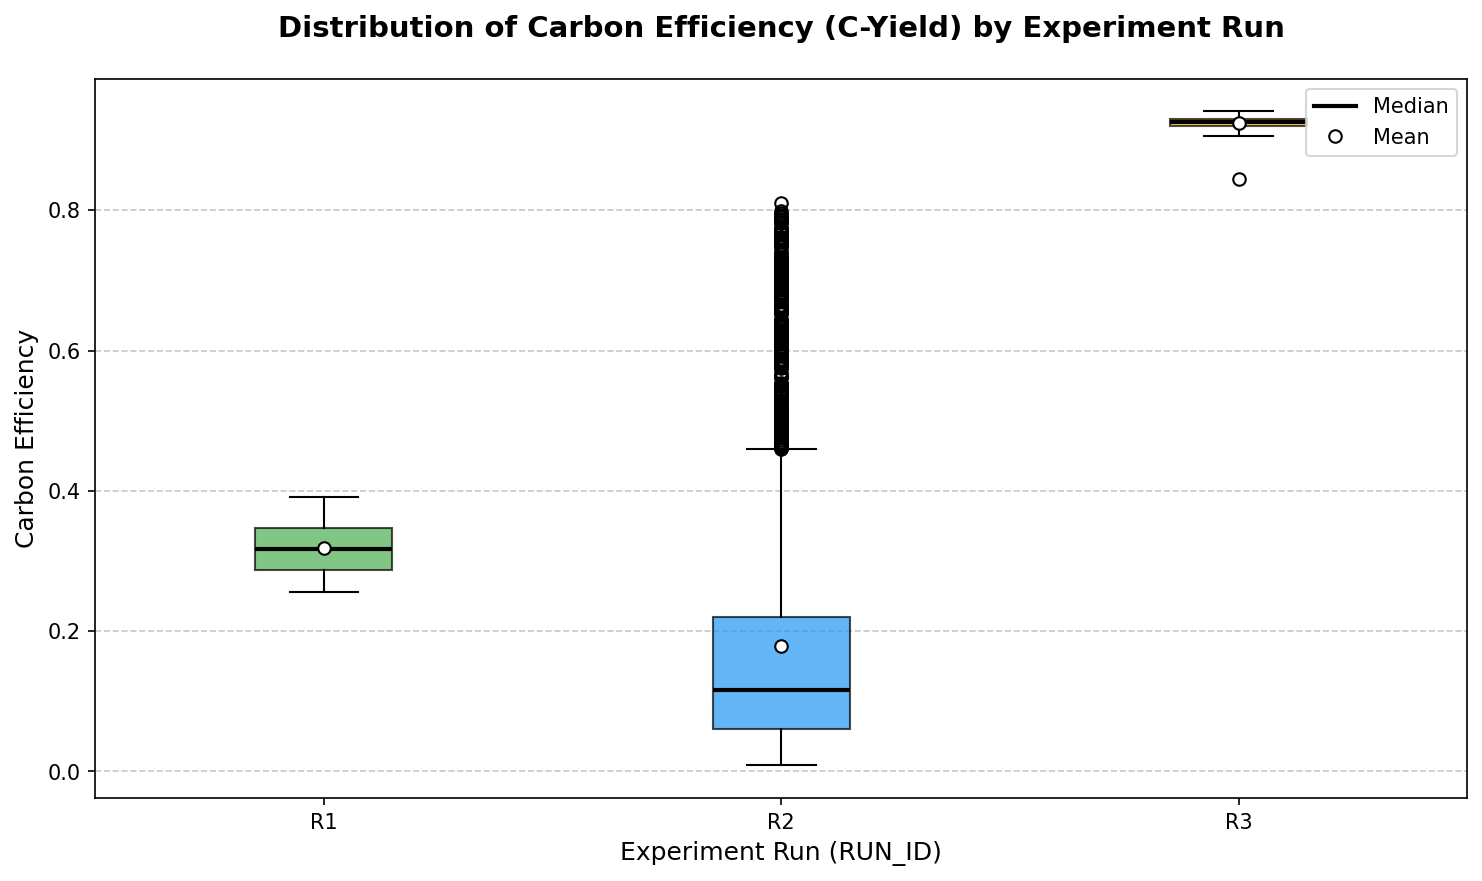 Distribution of Carbon Efficiency (C-Yield) by Experiment Run
Median
Mean
Carbon Efficiency
0.8
0.6
0.4
0.2
0.0
R1
R2
R3
Experiment Run (RUN_ID)